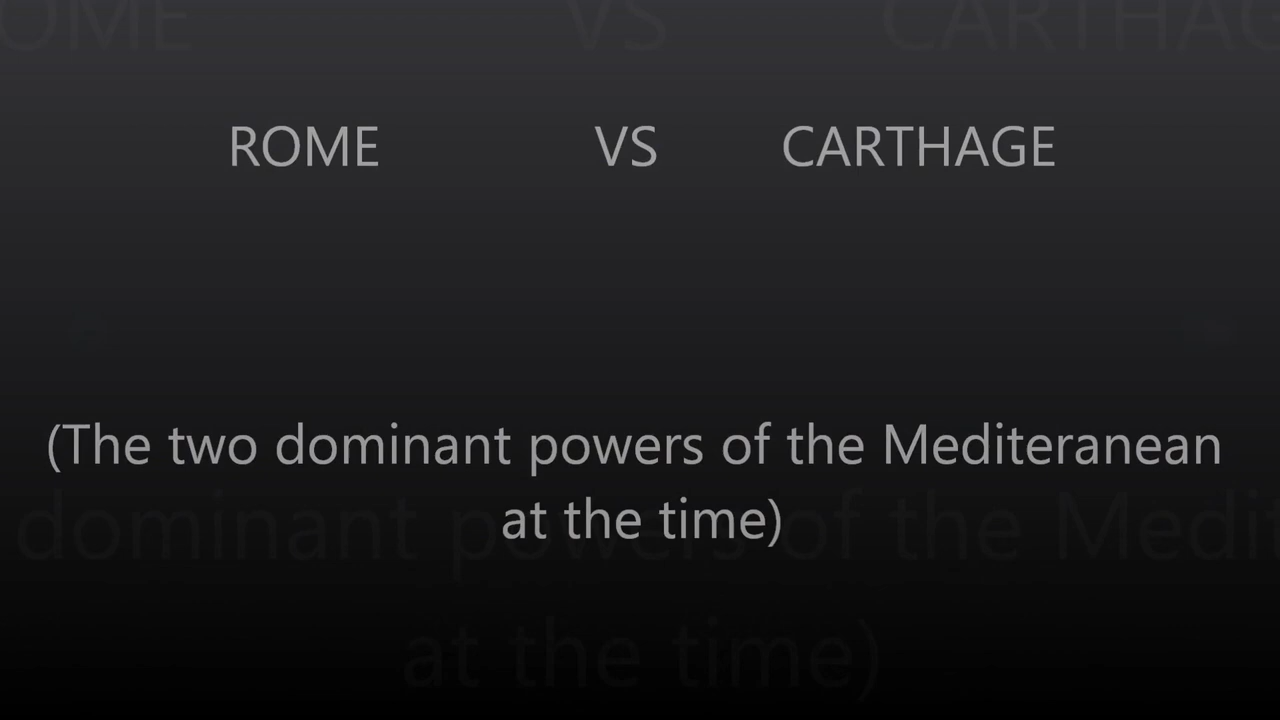 ROME VS CARTHAGE
(The two dominant powers of the Mediteranean
at the time)